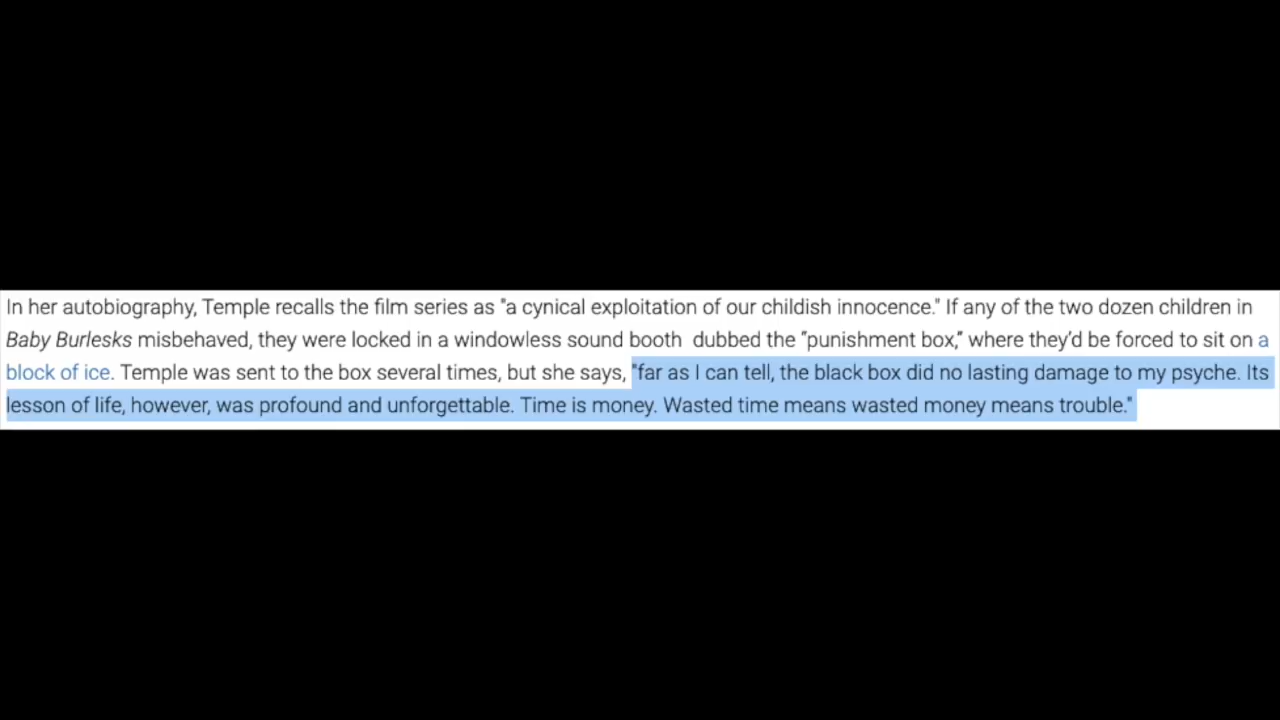 In her autobiography, Temple recalls the film series as "a cynical exploitation of our childish innocence." If any of the two dozen children in
Baby Burlesks misbehaved, they were locked in a windowless sound booth  dubbed the “punishment box,” where they’d be forced to sit on a
block of ice. Temple was sent to the box several times, but she says, "far as I can tell, the black box did no lasting damage to my psyche. Its
lesson of life, however, was profound and unforgettable. Time is money. Wasted time means wasted money means trouble."